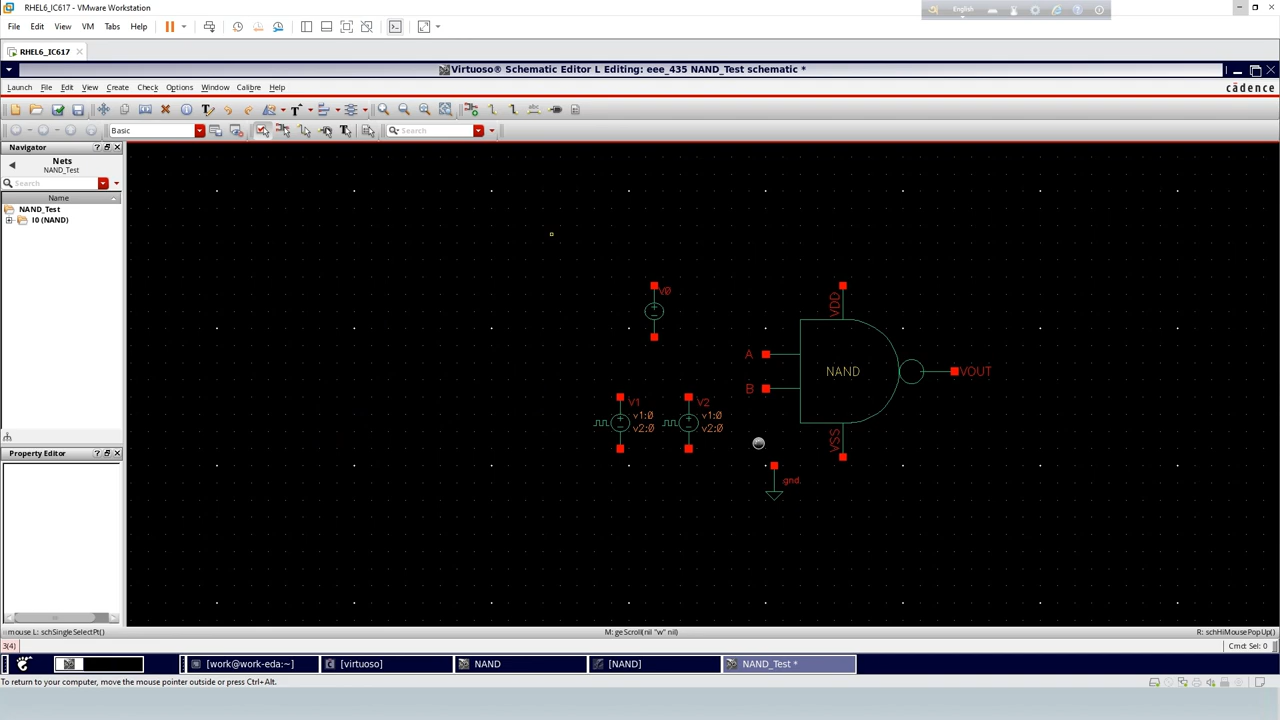 RHEL6_IC617 - VMware Workstation
English
File Edit View VM Tabs Help
RHEL6_IC617
Virtuoso® Schematic Editor L Editing: eee_435 NAND_Test schematic *
Launch File Edit View Create Check Options Window Calibre Help
cādence
Basic
Search
Navigator
Nets
NAND_Test
Search
Name
NAND_Test
I0 (NAND)
Property Editor
V0
VDD
A
B
NAND
VOUT
V1
v1:0
v2:0
V2
v1:0
v2:0
VSS
gnd
mouse L: schSingleSelectPt()
M: geScroll(nil "w" nil)
R: schHiMousePopUp()
3(4)
Cmd: Sel: 0
[work@work-eda:~]
[virtuoso]
NAND
[NAND]
NAND_Test *
To return to your computer, move the mouse pointer outside or press Ctrl+Alt.